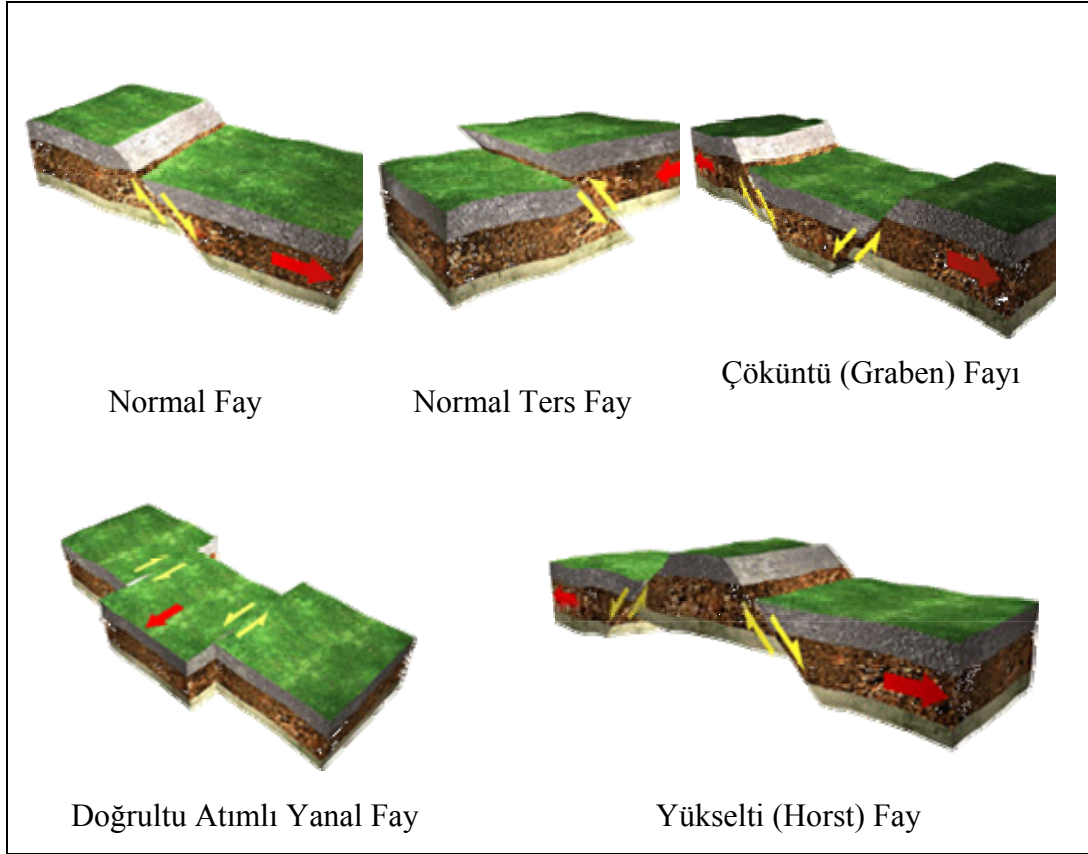 Normal Fay
Normal Ters Fay
Çöküntü (Graben) Fayı
Doğrultu Atımlı Yanal Fay
Yükselti (Horst) Fay